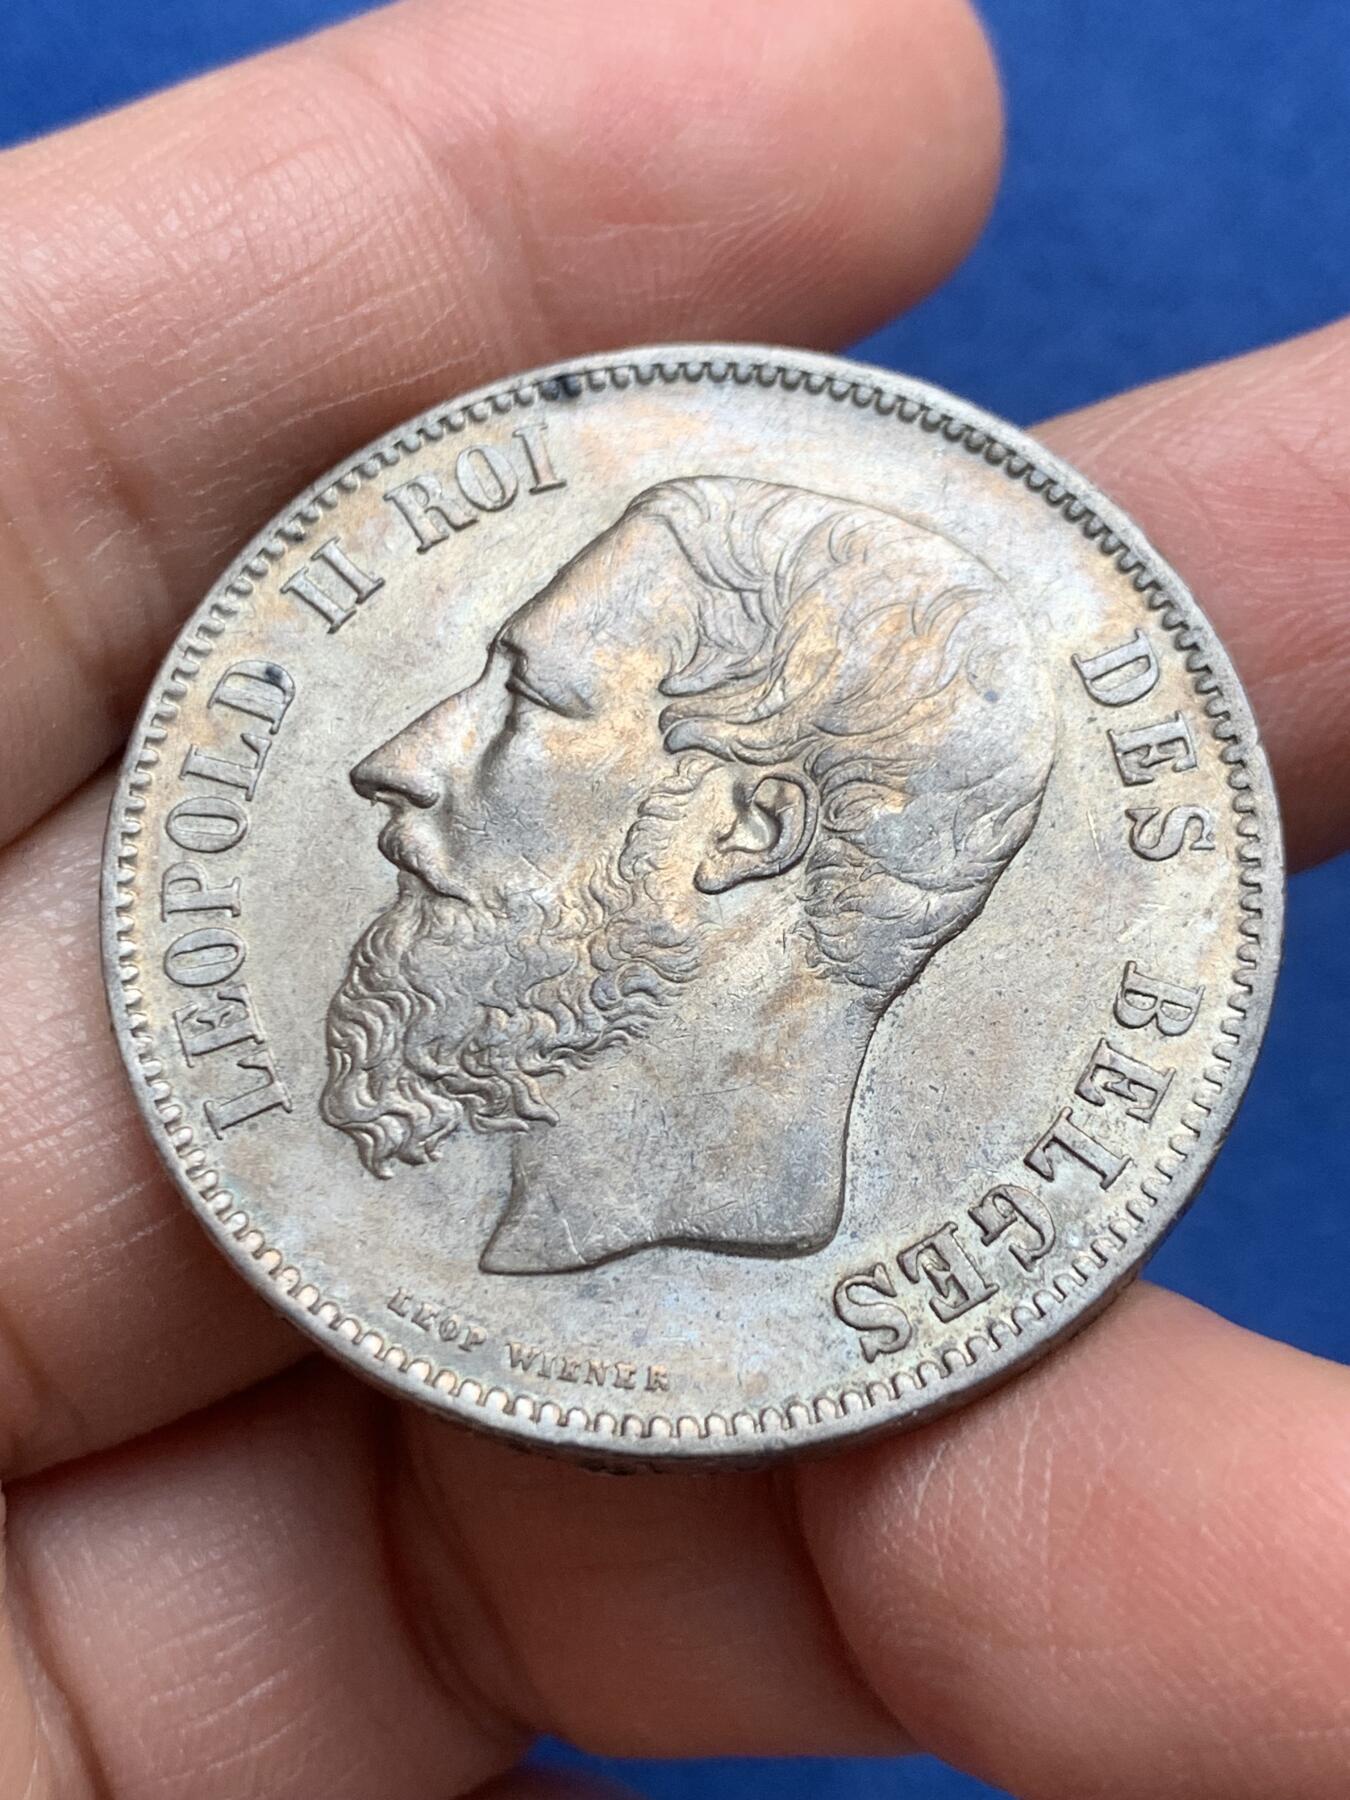 LEOPOLD II ROI DES BELGES
LEOP WIENER